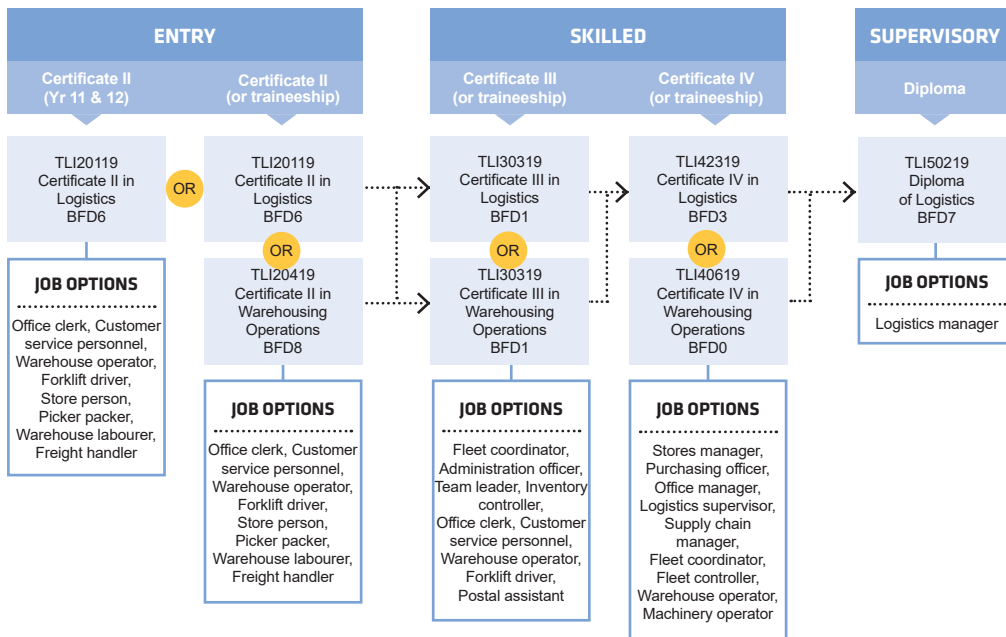 ENTRY
SKILLED
SUPERVISORY
Certificate II
(Yr 11 & 12)
Certificate II
(or traineeship)
Certificate III
(or traineeship)
Certificate IV
(or traineeship)
Diploma
TLI20119
Certificate II in
Logistics
BFD6
OR
TLI20119
Certificate II in
Logistics
BFD6
OR
TLI20419
Certificate II in
Warehousing
Operations
BFD8
TLI30319
Certificate III in
Logistics
BFD1
OR
TLI30319
Certificate III in
Warehousing
Operations
BFD1
TLI42319
Certificate IV in
Logistics
BFD3
OR
TLI40619
Certificate IV in
Warehousing
Operations
BFD0
TLI50219
Diploma
of Logistics
BFD7
JOB OPTIONS
Office clerk, Customer
service personnel,
Warehouse operator,
Forklift driver,
Store person,
Picker packer,
Warehouse labourer,
Freight handler
JOB OPTIONS
Office clerk, Customer
service personnel,
Warehouse operator,
Forklift driver,
Store person,
Picker packer,
Warehouse labourer,
Freight handler
JOB OPTIONS
Fleet coordinator,
Administration officer,
Team leader, Inventory
controller,
Office clerk, Customer
service personnel,
Warehouse operator,
Forklift driver,
Postal assistant
JOB OPTIONS
Stores manager,
Purchasing officer,
Office manager,
Logistics supervisor,
Supply chain
manager,
Fleet coordinator,
Fleet controller,
Warehouse operator,
Machinery operator
JOB OPTIONS
Logistics manager